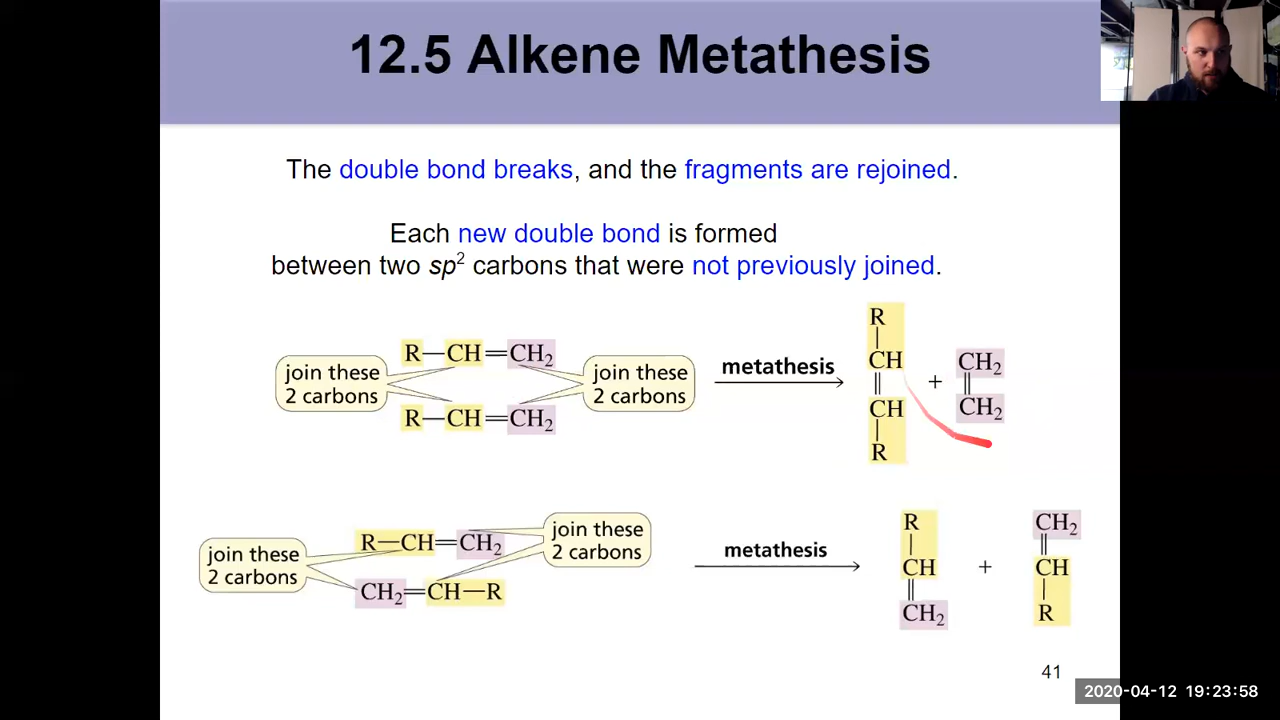 12.5 Alkene Metathesis
The double bond breaks, and the fragments are rejoined.
Each new double bond is formed
between two sp² carbons that were not previously joined.
join these
2 carbons
R—CH=CH₂
R—CH=CH₂
join these
2 carbons
metathesis
R
CH
CH
R
+
CH₂
CH₂
join these
2 carbons
R—CH=CH₂
CH₂=CH—R
join these
2 carbons
metathesis
R
CH
CH₂
+
CH₂
CH
R
41
2020-04-12 19:23:58